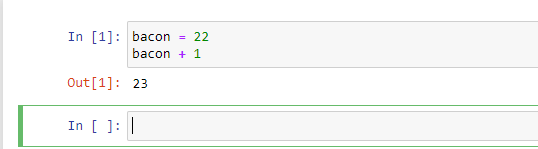 In [1]: bacon = 22
bacon + 1
Out[1]: 23
In [ ]: